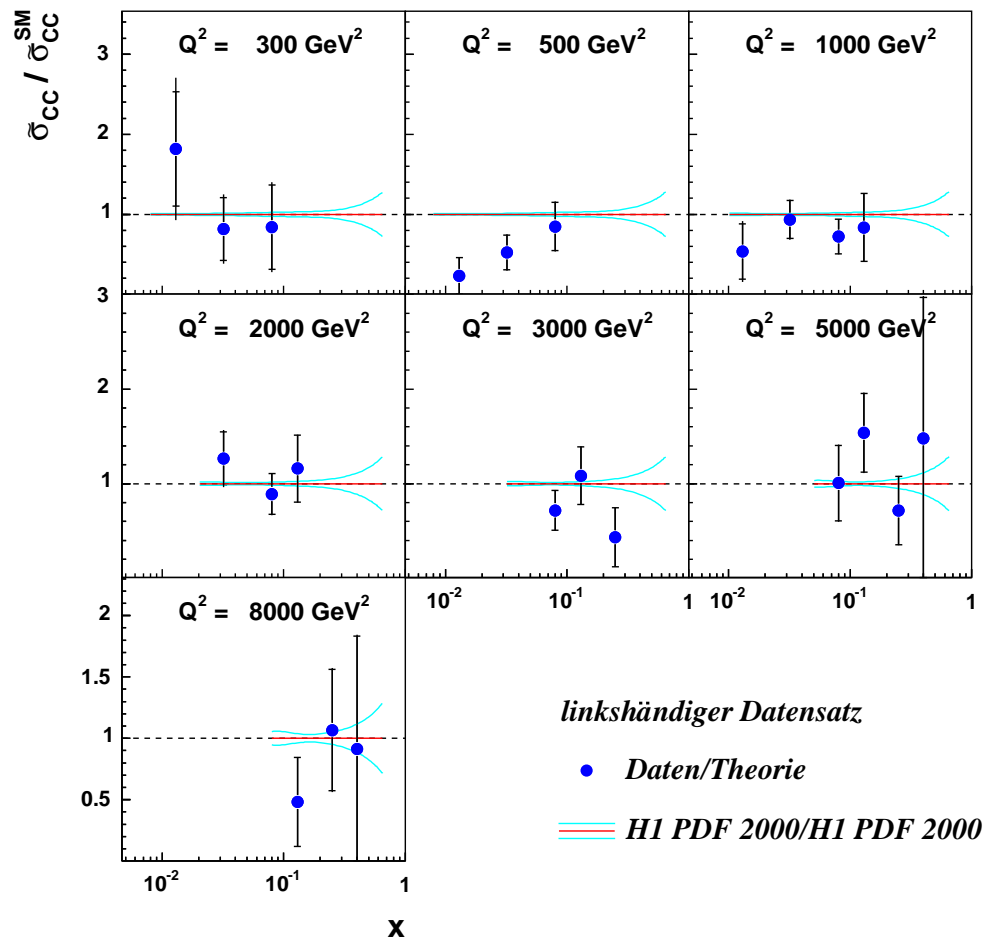 σ̃CC / σ̃CC^SM
Q² = 300 GeV²
Q² = 500 GeV²
Q² = 1000 GeV²
3
2
1
Q² = 2000 GeV²
Q² = 3000 GeV²
Q² = 5000 GeV²
3
2
1
10⁻² 10⁻¹ 1
10⁻² 10⁻¹ 1
Q² = 8000 GeV²
2
1.5
1
0.5
10⁻² 10⁻¹ 1
x
linkshändiger Datensatz
Daten/Theorie
H1 PDF 2000/H1 PDF 2000